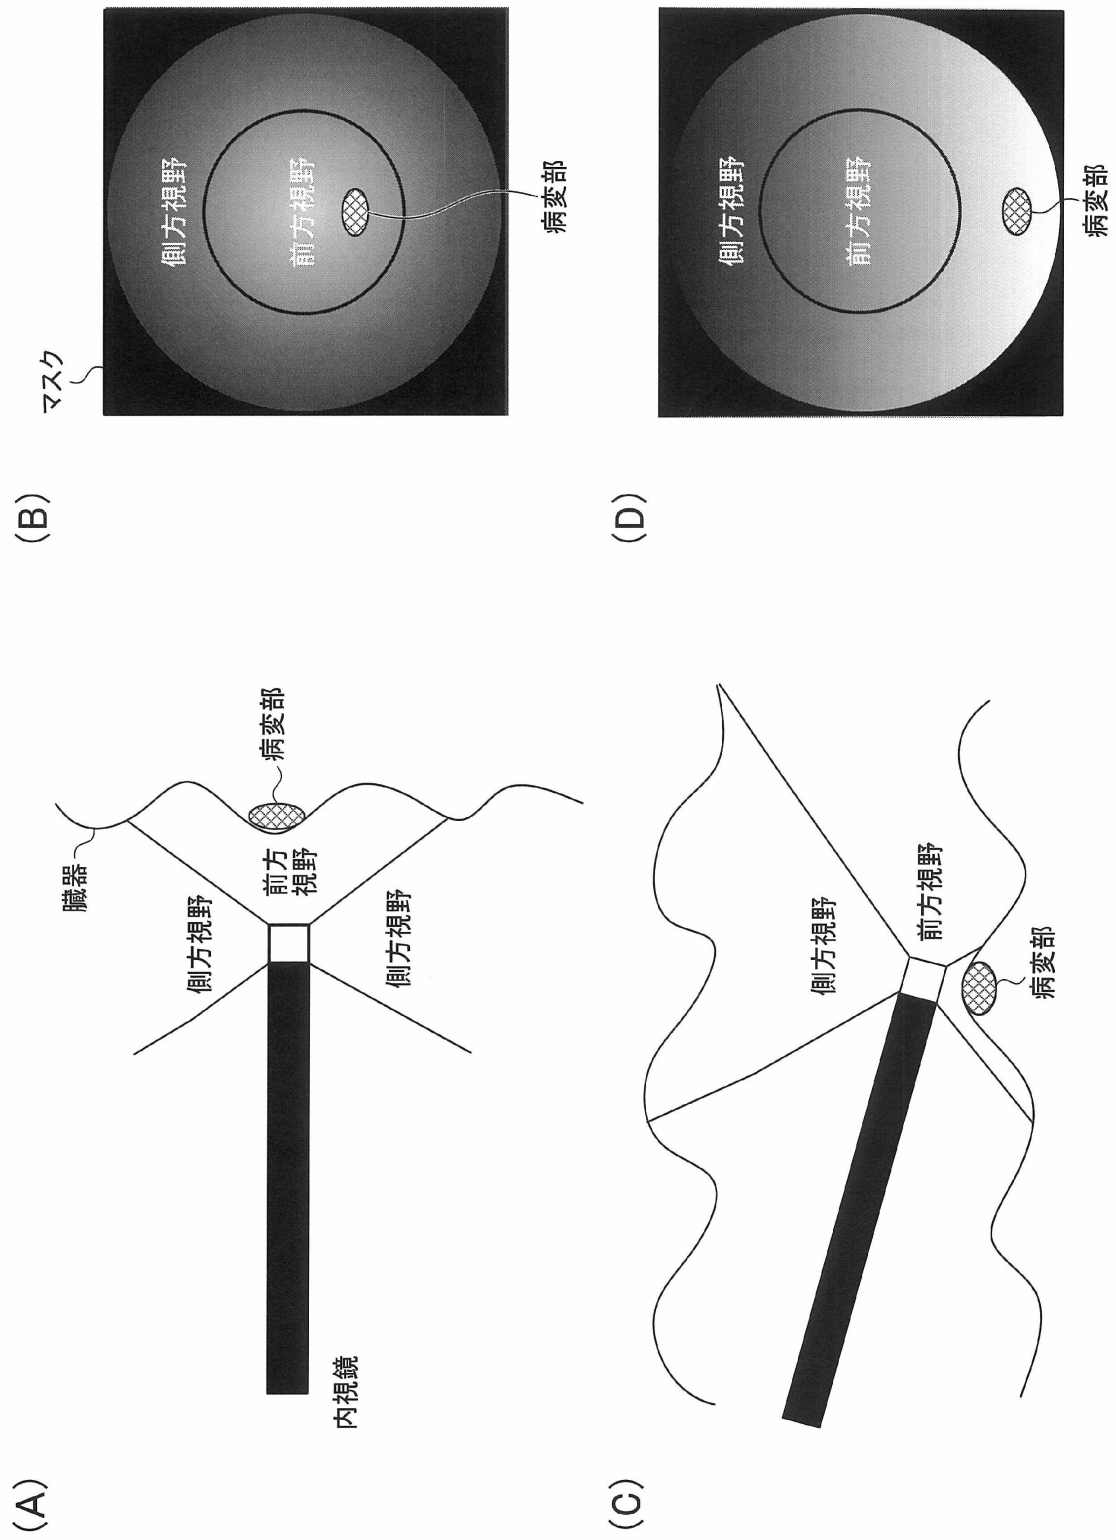 (A)
臓器
側方視野
前方
視野
病変部
側方視野
内視鏡
(B)
マスク
側方視野
前方視野
病変部
(C)
側方視野
前方視野
病変部
(D)
側方視野
前方視野
病変部